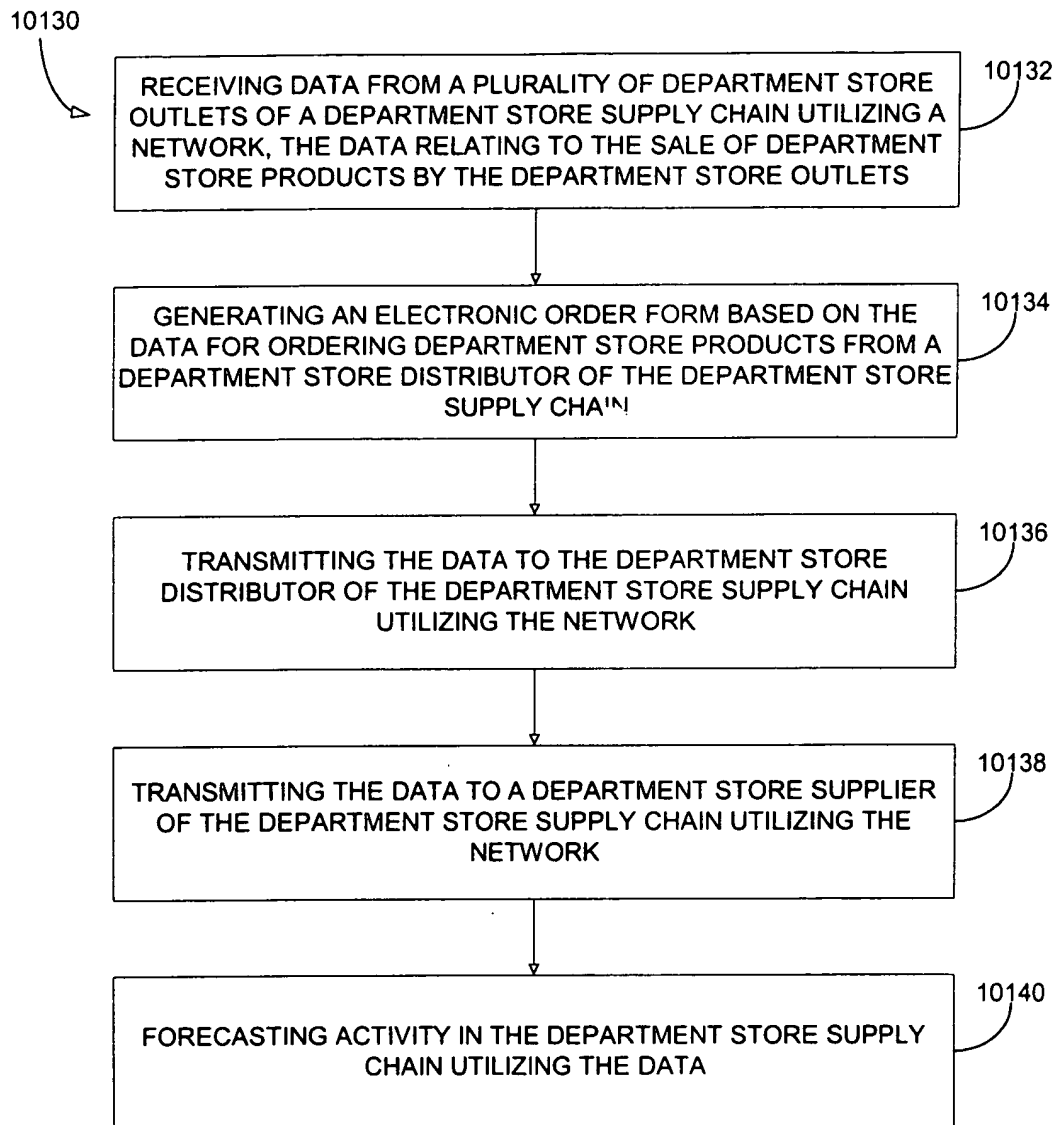 10130
10132
RECEIVING DATA FROM A PLURALITY OF DEPARTMENT STORE
OUTLETS OF A DEPARTMENT STORE SUPPLY CHAIN UTILIZING A
NETWORK, THE DATA RELATING TO THE SALE OF DEPARTMENT
STORE PRODUCTS BY THE DEPARTMENT STORE OUTLETS
10134
GENERATING AN ELECTRONIC ORDER FORM BASED ON THE
DATA FOR ORDERING DEPARTMENT STORE PRODUCTS FROM A
DEPARTMENT STORE DISTRIBUTOR OF THE DEPARTMENT STORE
SUPPLY CHAIN
10136
TRANSMITTING THE DATA TO THE DEPARTMENT STORE
DISTRIBUTOR OF THE DEPARTMENT STORE SUPPLY CHAIN
UTILIZING THE NETWORK
10138
TRANSMITTING THE DATA TO A DEPARTMENT STORE SUPPLIER
OF THE DEPARTMENT STORE SUPPLY CHAIN UTILIZING THE
NETWORK
10140
FORECASTING ACTIVITY IN THE DEPARTMENT STORE SUPPLY
CHAIN UTILIZING THE DATA